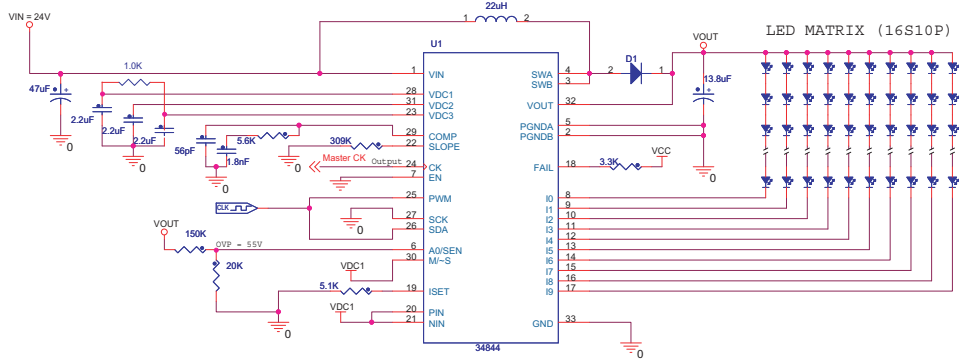 22uH
1
2
VIN = 24V
LED MATRIX (16S10P)
VOUT
U1
D1
1.0K
1
VIN
SWA
4
SWB
3
2
1
47uF
13.8uF
0
28
VDC1
31
VDC2
23
VDC3
VOUT
32
2.2uF
2.2uF
2.2uF
0
PGNDA
5
PGNDB
2
29
COMP
22
SLOPE
5.6K
309K
56pF
1.8nF
0
0
0
Master CK
Output
24
CK
7
EN
0
FAIL
18
3.3K
VCC
25
PWM
CLK
27
SCK
26
SDA
0
I0
8
I1
9
I2
10
I3
11
I4
12
I5
13
I6
14
I7
15
I8
16
I9
17
VOUT
150K
OVP = 55V
6
A0/SEN
30
M/~S
20K
VDC1
5.1K
19
ISET
VDC1
20
PIN
21
NIN
0
GND
33
0
34844